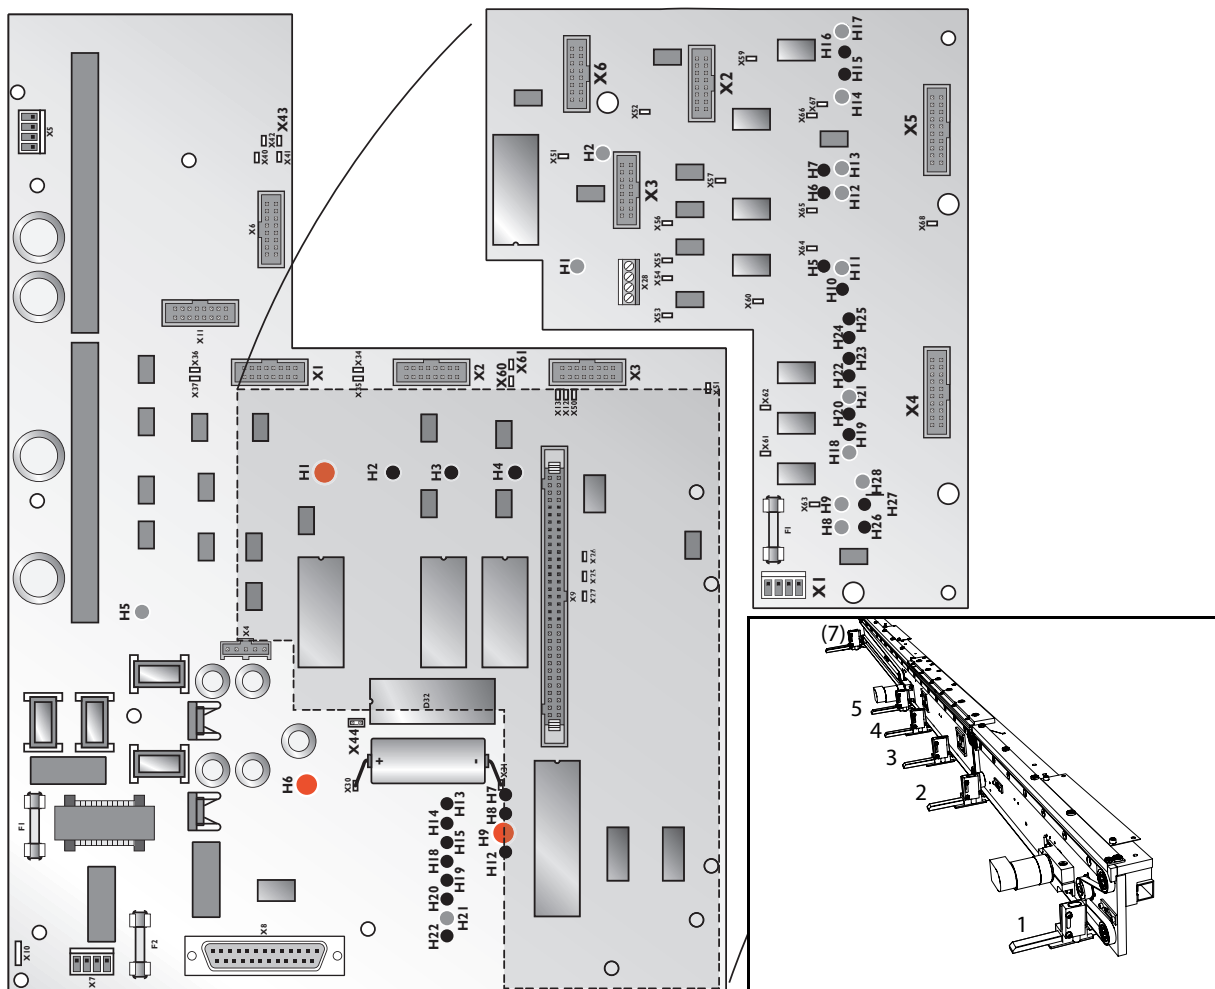 X5
X43
X42
X40
X41
X6
X11
X36
X37
X1
X34
X35
X2
X60
X61
X3
X13
X12
X50
X51
H1
H2
H3
H4
X26
X25
X27
X9
H5
X4
D32
X44
+
-
X30
X31
H6
H7
H8
H9
H12
H13
H14
H15
H18
H19
H20
H21
H22
F1
F2
X10
X7
X8
X6
X2
X59
H16
H17
H15
H14
X52
X67
X66
X5
X51
H2
X3
X57
H7
H13
H6
H12
X65
X56
X68
X64
H1
X55
X54
X28
H5
H11
H10
X60
X53
H25
H24
H23
H22
H21
H20
H19
H18
X62
X61
X4
H28
H27
H9
H8
H26
X63
F1
X1
(7)
5
4
3
2
1